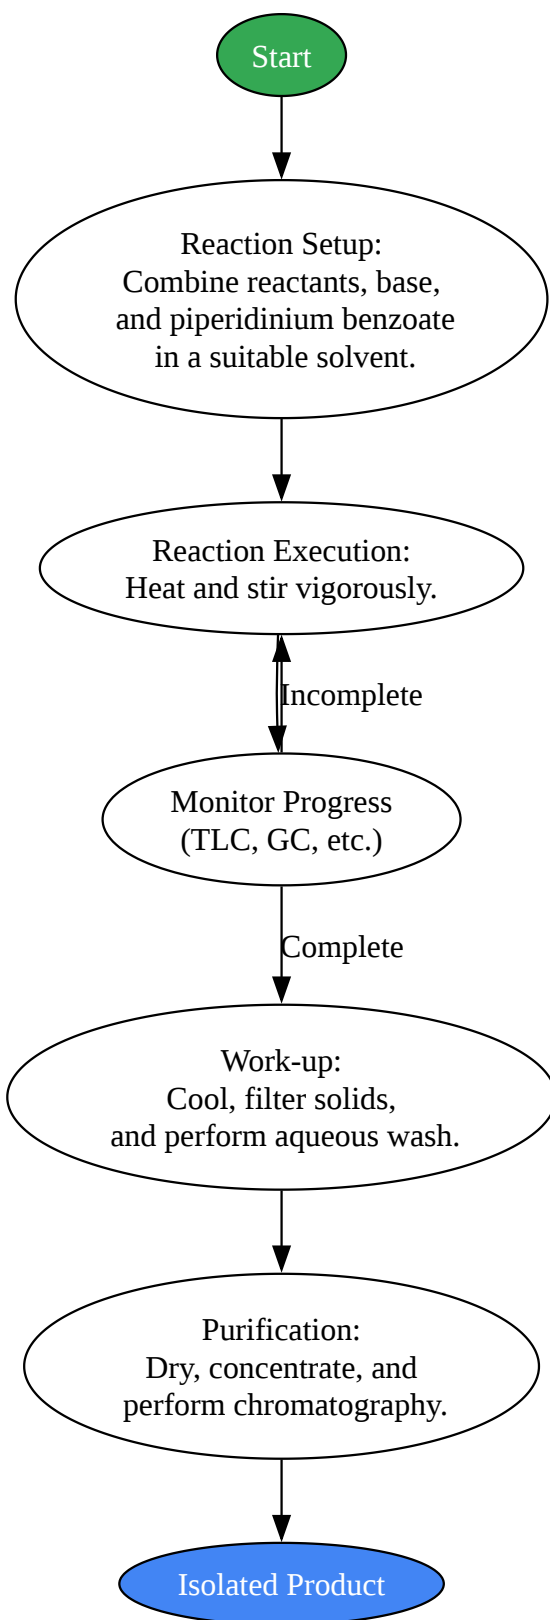 Start
Reaction Setup:
Combine reactants, base,
and piperidinium benzoate
in a suitable solvent.
Reaction Execution:
Heat and stir vigorously.
Incomplete
Monitor Progress
(TLC, GC, etc.)
Complete
Work-up:
Cool, filter solids,
and perform aqueous wash.
Purification:
Dry, concentrate, and
perform chromatography.
Isolated Product